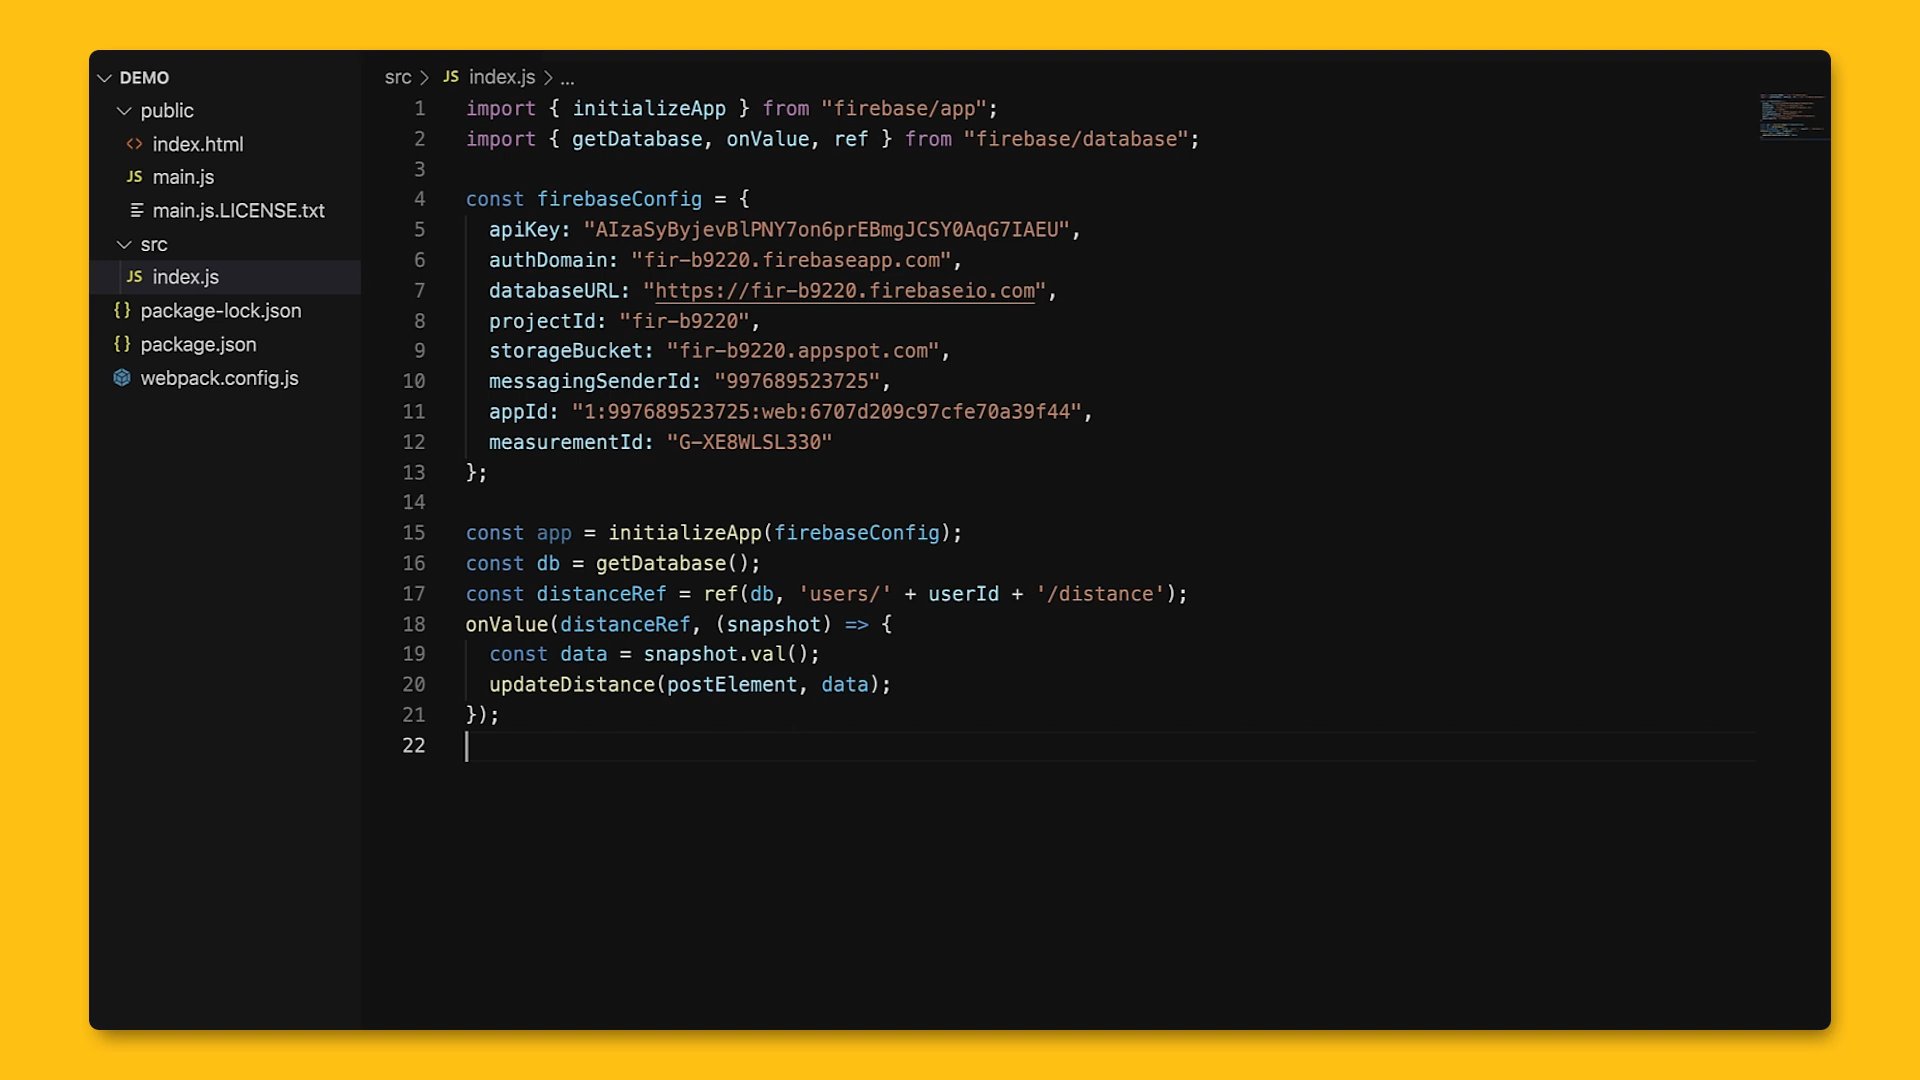 DEMO
public
index.html
JS main.js
main.js.LICENSE.txt
src
JS index.js
{} package-lock.json
{} package.json
webpack.config.js
src > JS index.js > ...
1 import { initializeApp } from "firebase/app";
2 import { getDatabase, onValue, ref } from "firebase/database";
3
4 const firebaseConfig = {
5 apiKey: "AIzaSyByjevBlPNY7on6prEBmgJCSY0AqG7IAEU",
6 authDomain: "fir-b9220.firebaseapp.com",
7 databaseURL: "https://fir-b9220.firebaseio.com",
8 projectId: "fir-b9220",
9 storageBucket: "fir-b9220.appspot.com",
10 messagingSenderId: "997689523725",
11 appId: "1:997689523725:web:6707d209c97cfe70a39f44",
12 measurementId: "G-XE8WLSL330"
13 };
14
15 const app = initializeApp(firebaseConfig);
16 const db = getDatabase();
17 const distanceRef = ref(db, 'users/' + userId + '/distance');
18 onValue(distanceRef, (snapshot) => {
19 const data = snapshot.val();
20 updateDistance(postElement, data);
21 });
22